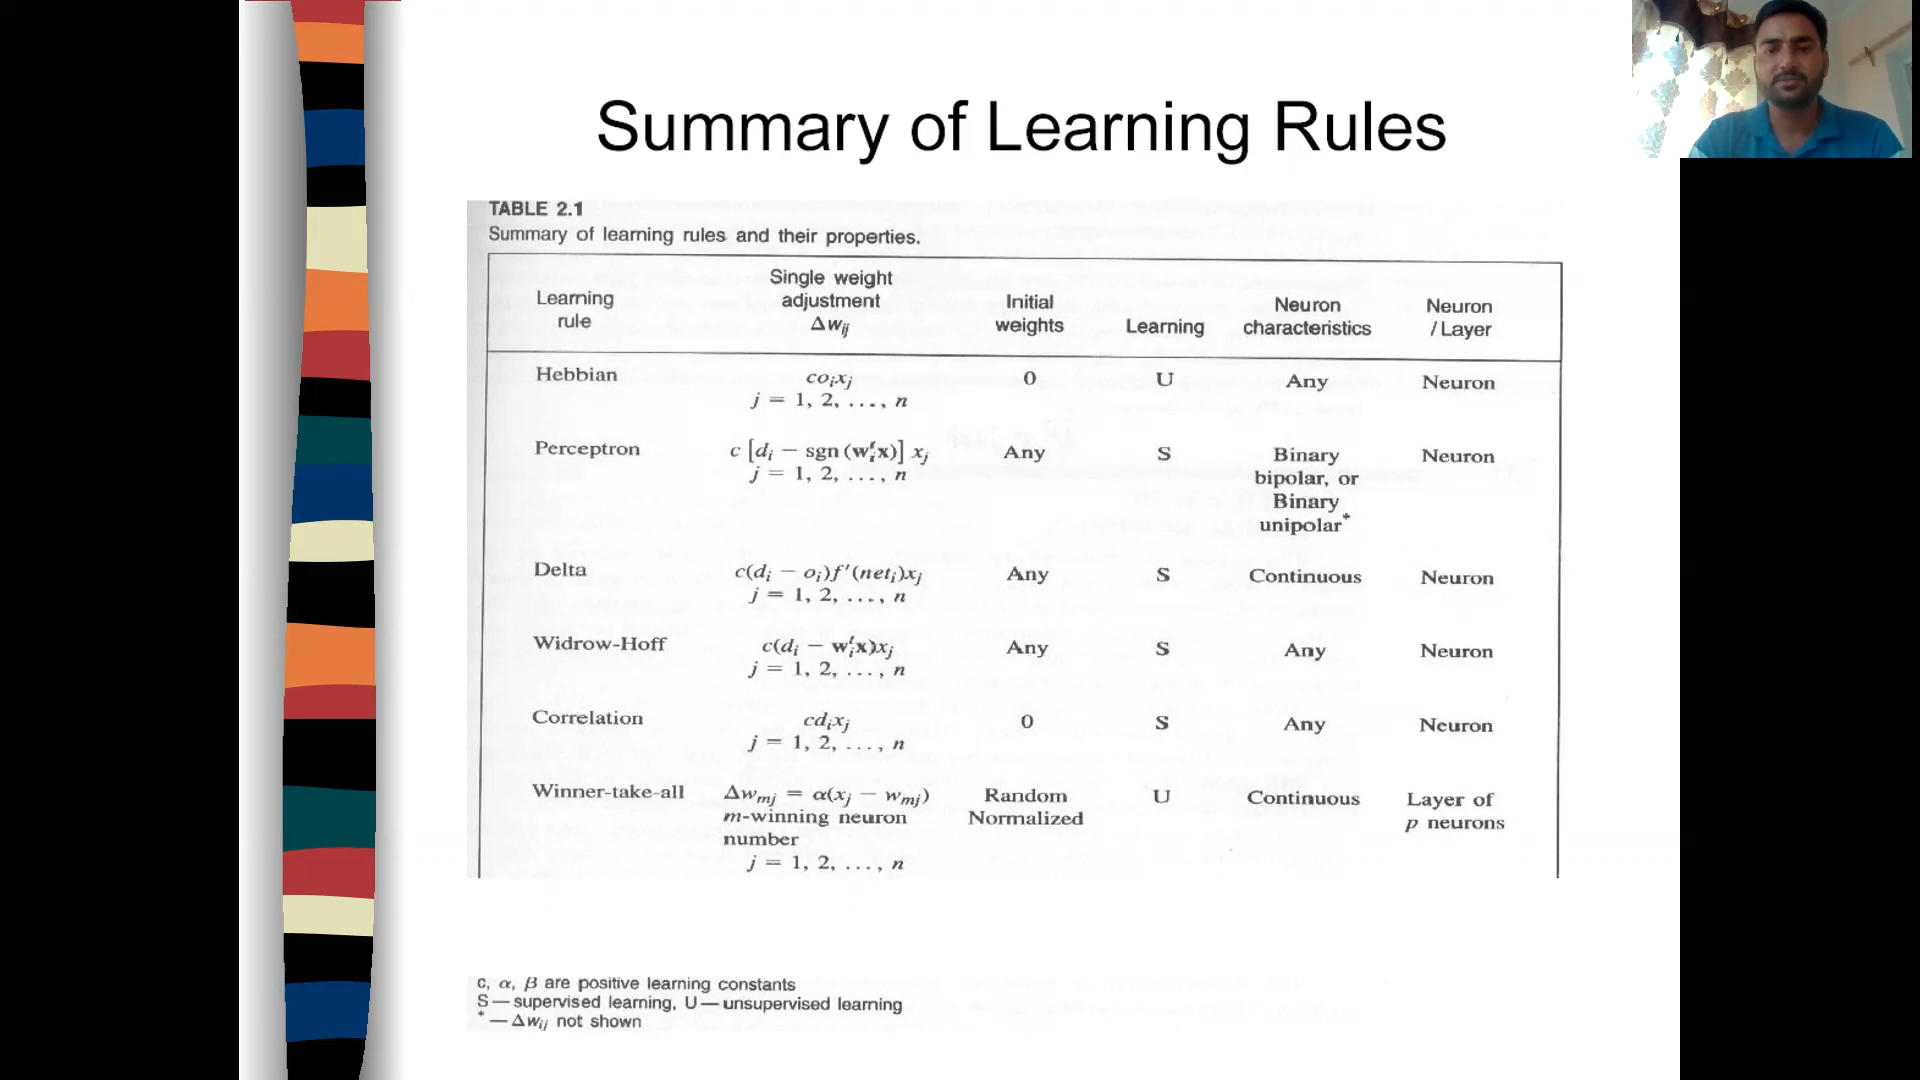 Summary of Learning Rules
TABLE 2.1
Summary of learning rules and their properties.
Learning rule Single weight adjustment Δw_ij Initial weights Learning Neuron characteristics Neuron / Layer
Hebbian co_i x_j 0 U Any Neuron
j = 1, 2, ..., n
Perceptron c [d_i − sgn (w_i^t x)] x_j Any S Binary Neuron
j = 1, 2, ..., n bipolar, or
Binary
unipolar*
Delta c(d_i − o_i)f′(net_i)x_j Any S Continuous Neuron
j = 1, 2, ..., n
Widrow-Hoff c(d_i − w_i^t x)x_j Any S Any Neuron
j = 1, 2, ..., n
Correlation cd_i x_j 0 S Any Neuron
j = 1, 2, ..., n
Winner-take-all Δw_mj = α(x_j − w_mj) Random U Continuous Layer of
m-winning neuron Normalized p neurons
number
j = 1, 2, ..., n
c, α, β are positive learning constants
S — supervised learning, U — unsupervised learning
* — Δw_ij not shown